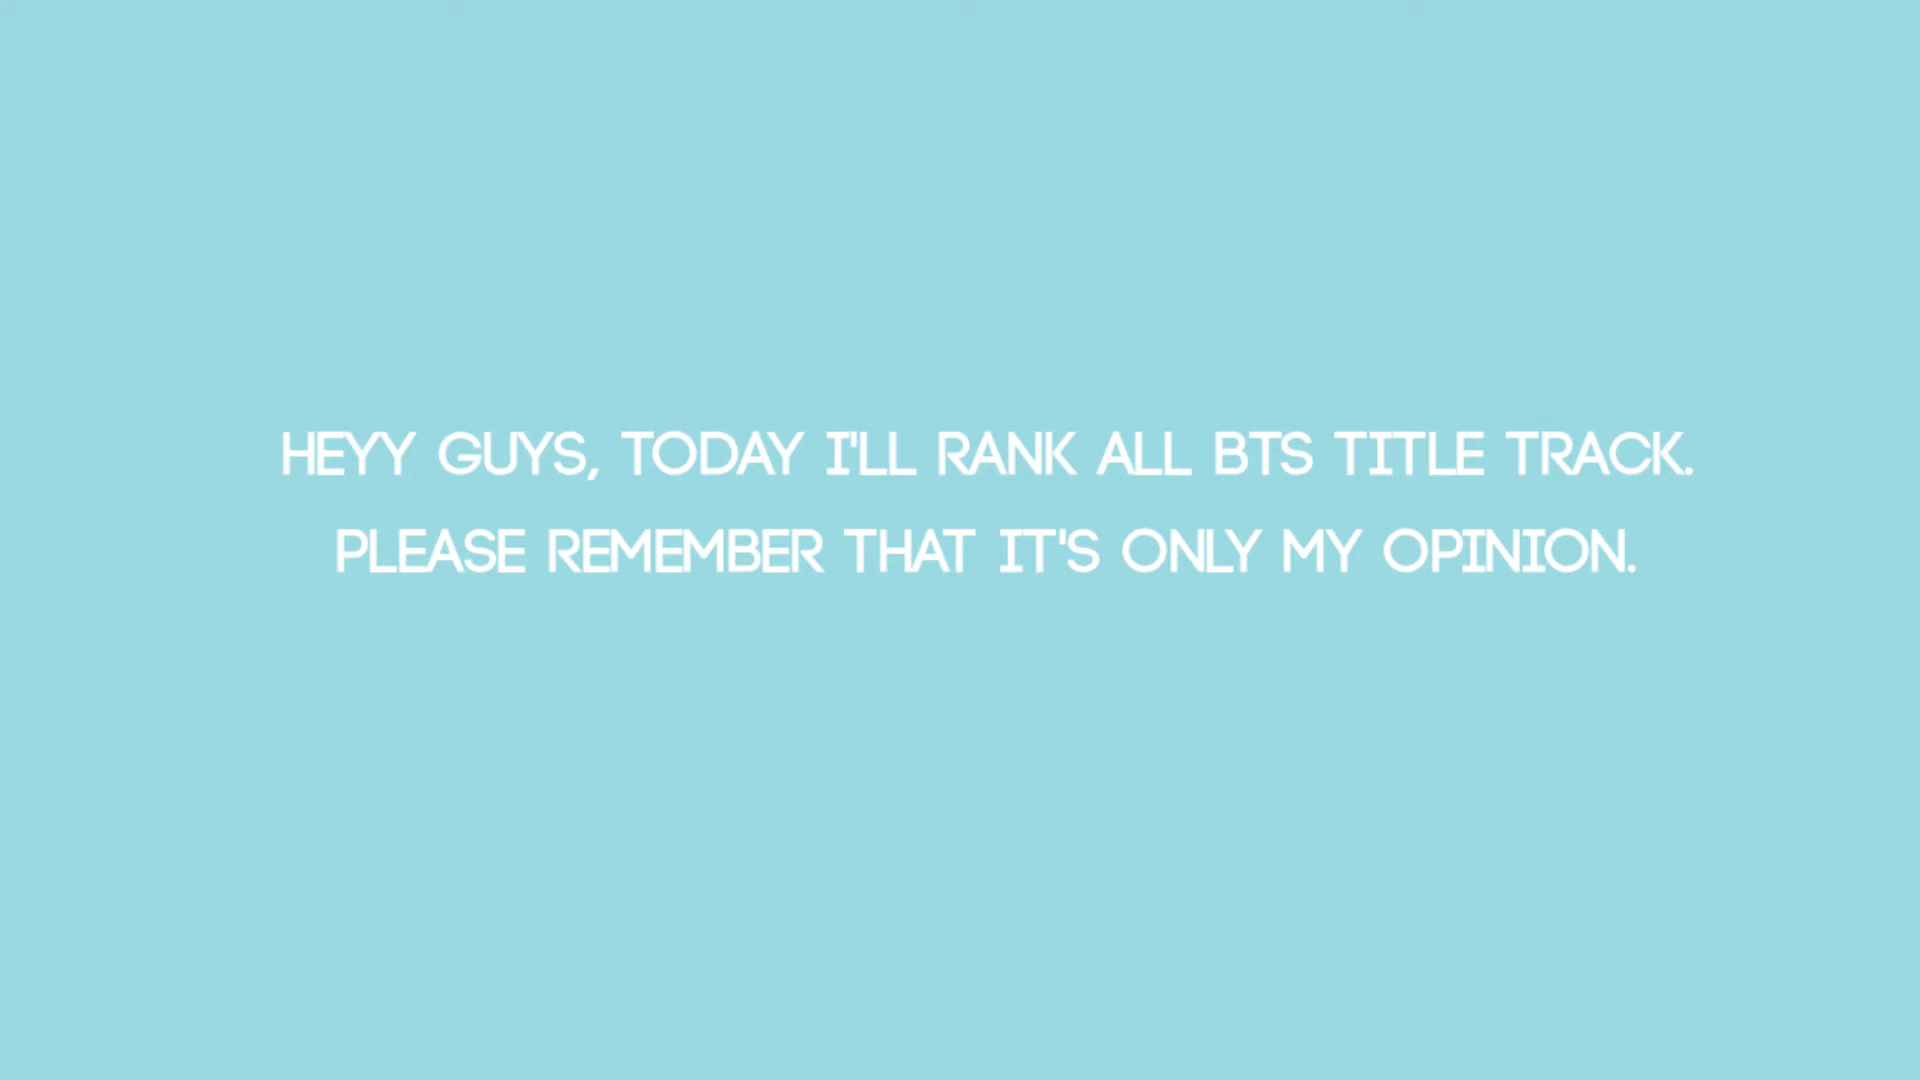 HEYY GUYS, TODAY I'LL RANK ALL BTS TITLE TRACK.
PLEASE REMEMBER THAT IT'S ONLY MY OPINION.